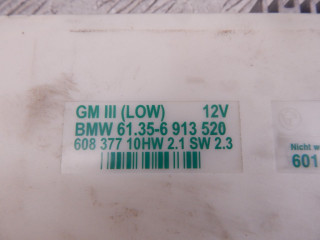 GM III (LOW) 12V
BMW 61.35-6 913 520
608 377 10HW 2.1 SW 2.3
Nicht w
601